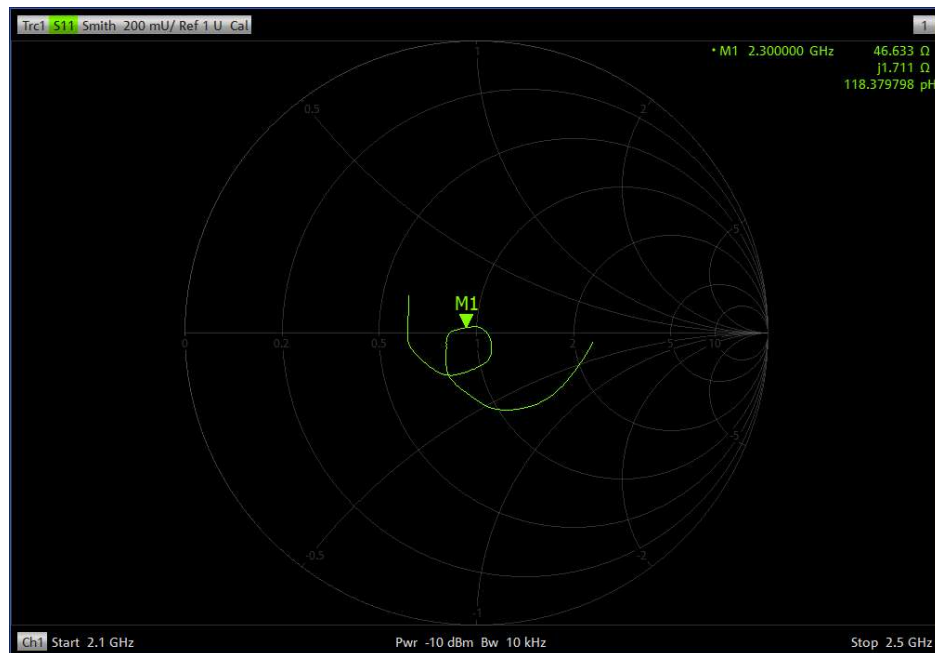 Trc1 S11 Smith 200 mU/ Ref 1 U Cal
1
• M1 2.300000 GHz 46.633 Ω
j1.711 Ω
118.379798 pH
1
0.5
2
5
M1
0
0.2
0.5
1
2
5
10
-5
-0.5
-2
-1
Ch1 Start 2.1 GHz
Pwr -10 dBm Bw 10 kHz
Stop 2.5 GHz